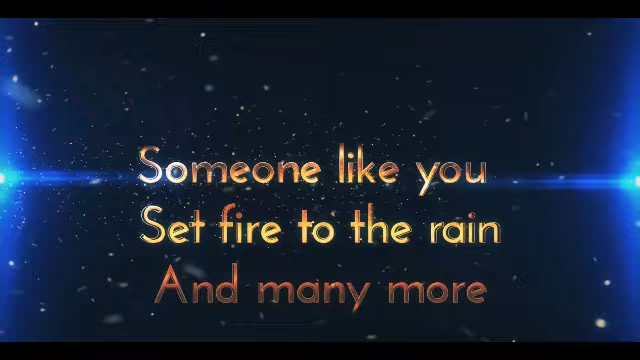 Someone like you
Set fire to the rain
And many more